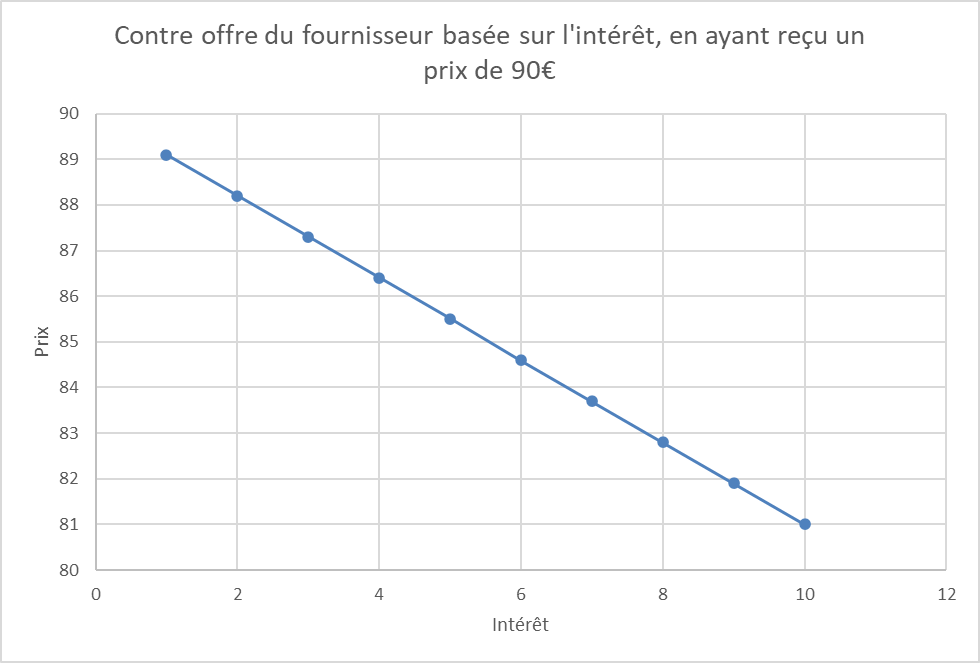 Contre offre du fournisseur basée sur l'intérêt, en ayant reçu un
prix de 90€
90
89
88
87
86
85
84
83
82
81
80
Prix
0 2 4 6 8 10 12
Intérêt